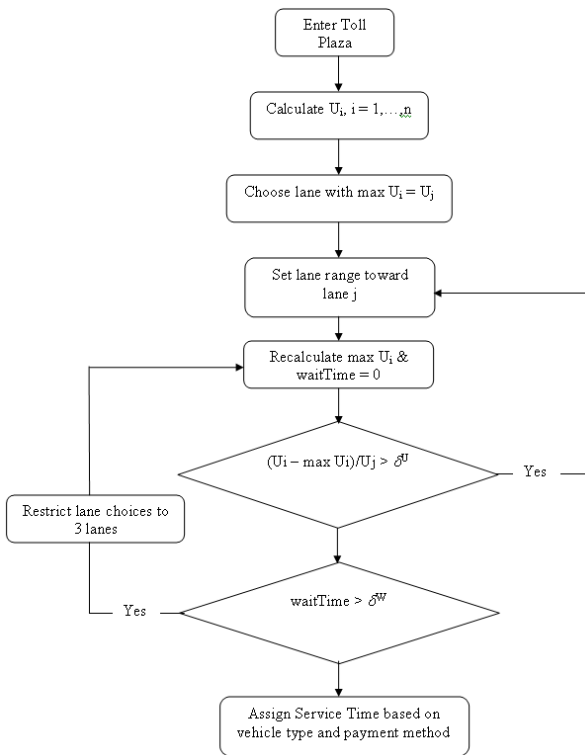 Enter Toll
Plaza
Calculate Uᵢ, i = 1,…,n
Choose lane with max Uᵢ = Uⱼ
Set lane range toward
lane j
Recalculate max Uᵢ &
waitTime = 0
(Ui – max Ui)/Uj > δᵁ
Yes
Restrict lane choices to
3 lanes
waitTime > δᵂ
Yes
Assign Service Time based on
vehicle type and payment method